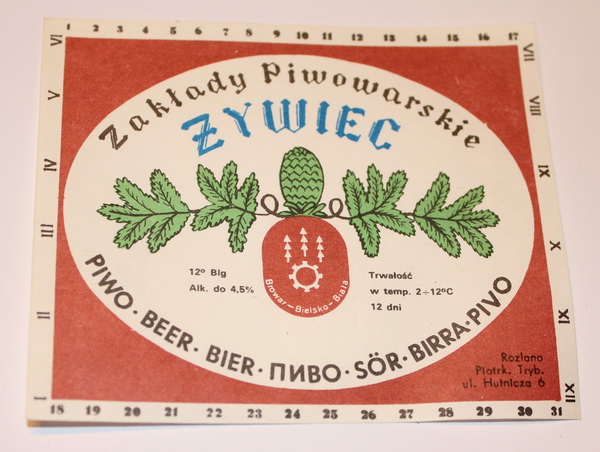 1 2 3 4 5 6 7 8 9 10 11 12 13 14 15 16 17
VI V IV III II I
VII VIII IX X XI XII
Zakłady Piwowarskie
ŻYWIEC
12º Blg
Alk. do 4,5%
Browar - Bielsko - Biała
Trwałość
w temp. 2÷12ºC
12 dni
PIWO · BEER · BIER · ПИВО · SÖR · BIRRA · PIVO
Rozlano
Piotrk. Tryb.
ul. Hutnicza 6
18 19 20 21 22 23 24 25 26 27 28 29 30 31